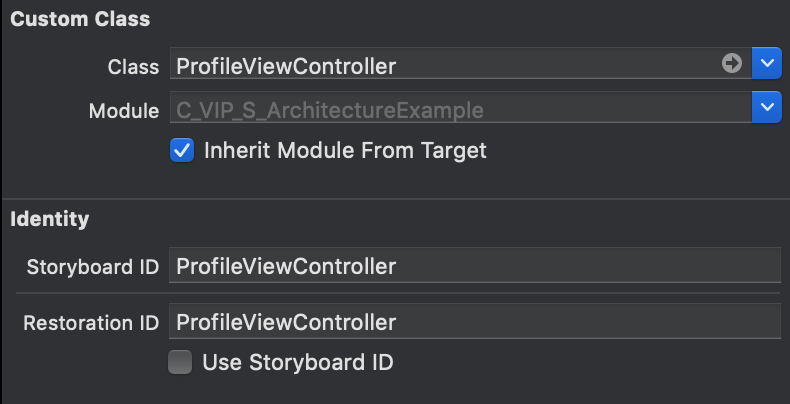 Custom Class
Class ProfileViewController
Module C_VIP_S_ArchitectureExample
Inherit Module From Target
Identity
Storyboard ID ProfileViewController
Restoration ID ProfileViewController
Use Storyboard ID